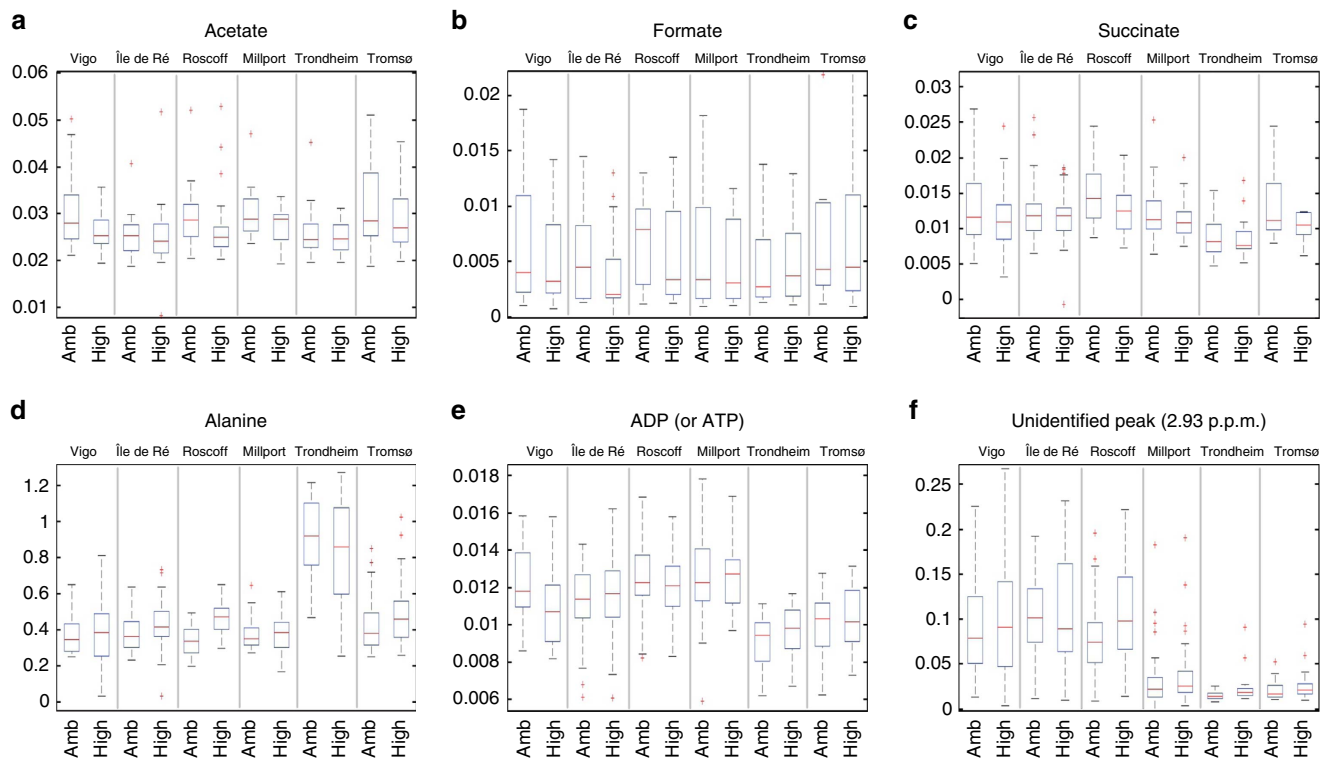 a
Acetate
Vigo Île de Ré Roscoff Millport Trondheim Tromsø
0.06
0.05
0.04
0.03
0.02
0.01
Amb High Amb High Amb High Amb High Amb High Amb High
b
Formate
Vigo Île de Ré Roscoff Millport Trondheim Tromsø
0.02
0.015
0.01
0.005
0
Amb High Amb High Amb High Amb High Amb High Amb High
c
Succinate
Vigo Île de Ré Roscoff Millport Trondheim Tromsø
0.03
0.025
0.02
0.015
0.01
0.005
0
Amb High Amb High Amb High Amb High Amb High Amb High
d
Alanine
Vigo Île de Ré Roscoff Millport Trondheim Tromsø
1.2
1
0.8
0.6
0.4
0.2
0
Amb High Amb High Amb High Amb High Amb High Amb High
e
ADP (or ATP)
Vigo Île de Ré Roscoff Millport Trondheim Tromsø
0.018
0.016
0.014
0.012
0.01
0.008
0.006
Amb High Amb High Amb High Amb High Amb High Amb High
f
Unidentified peak (2.93 p.p.m.)
Vigo Île de Ré Roscoff Millport Trondheim Tromsø
0.25
0.2
0.15
0.1
0.05
0
Amb High Amb High Amb High Amb High Amb High Amb High